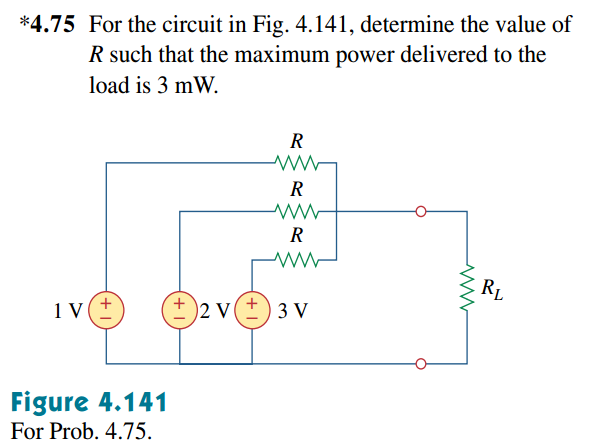 *4.75 For the circuit in Fig. 4.141, determine the value of
R such that the maximum power delivered to the
load is 3 mW.
R
R
R
1 V
+
−
+
−
2 V
+
−
3 V
R_L
Figure 4.141
For Prob. 4.75.